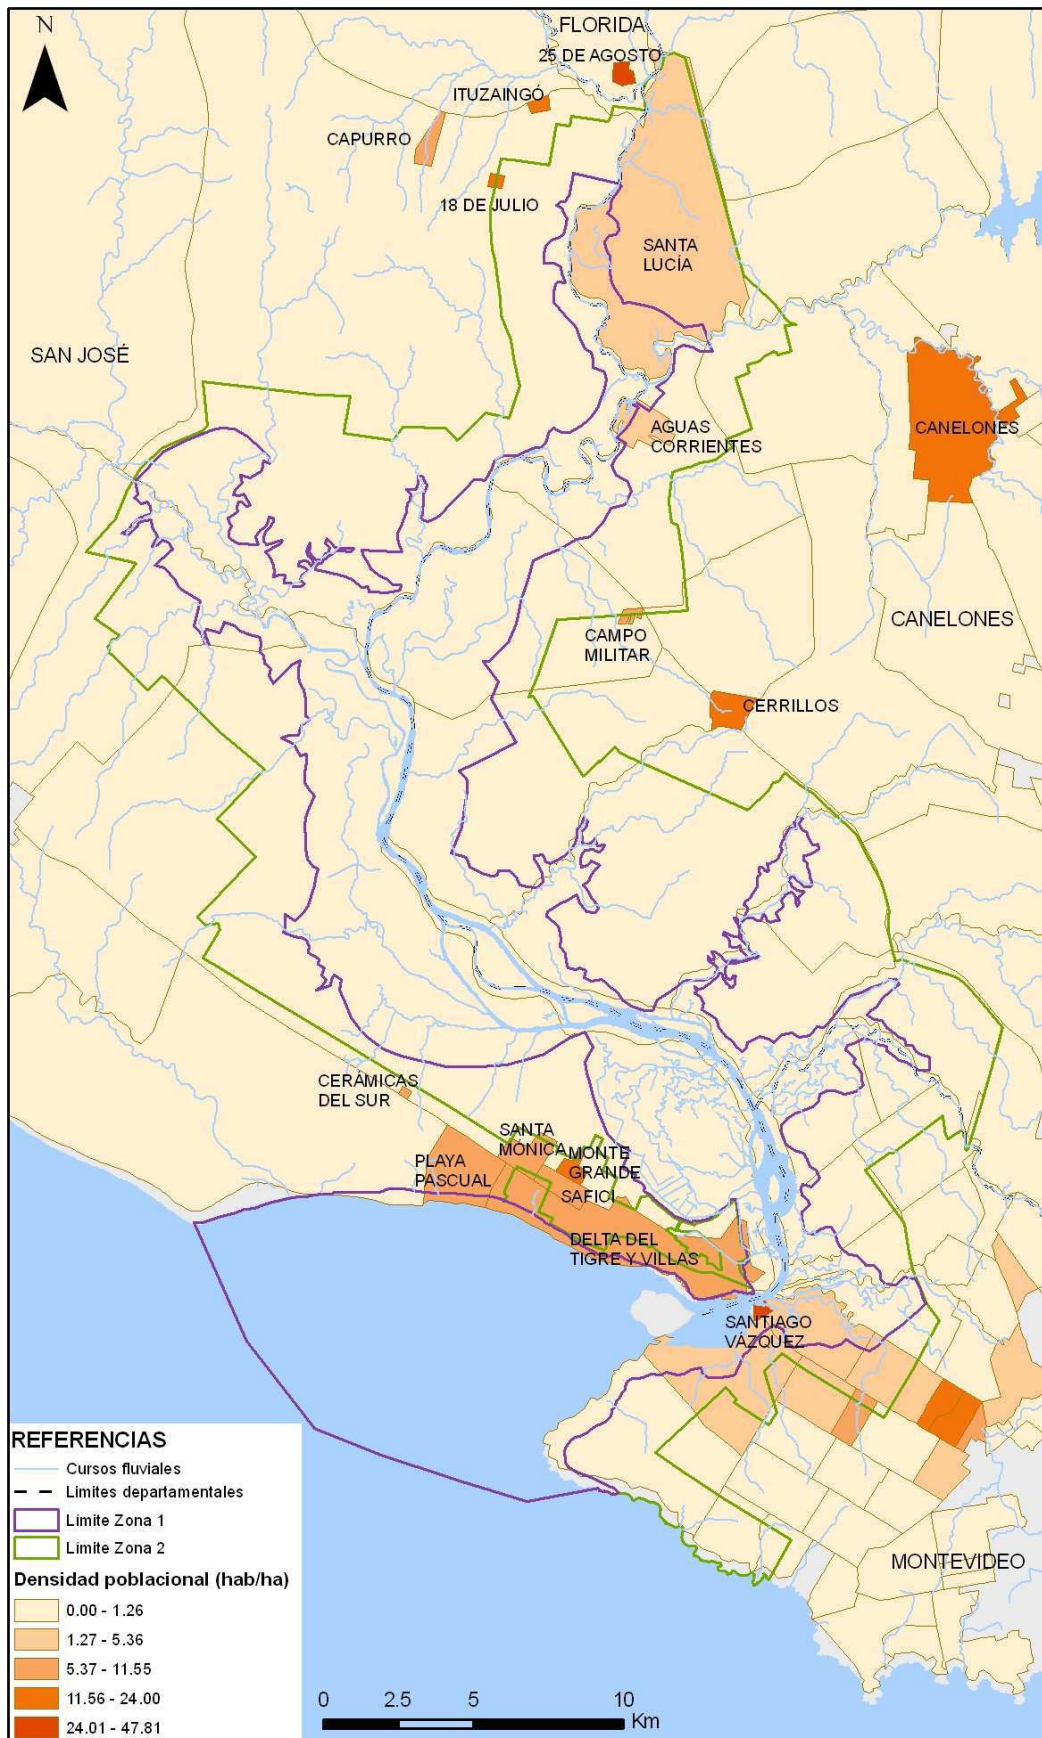 N
FLORIDA
25 DE AGOSTO
ITUZAINGÓ
CAPURRO
18 DE JULIO
SANTA
LUCÍA
SAN JOSÉ
CANELONES
AGUAS
CORRIENTES
CANELONES
CAMPO
MILITAR
CERRILLOS
CERÁMICAS
DEL SUR
SANTA
MÓNICA
MONTE
GRANDE
PLAYA
PASCUAL
SAFICI
DELTA DEL
TIGRE Y VILLAS
SANTIAGO
VÁZQUEZ
MONTEVIDEO
REFERENCIAS
Cursos fluviales
Limites departamentales
Límite Zona 1
Límite Zona 2
Densidad poblacional (hab/ha)
0.00 - 1.26
1.27 - 5.36
5.37 - 11.55
11.56 - 24.00
24.01 - 47.81
0 2.5 5 10
Km